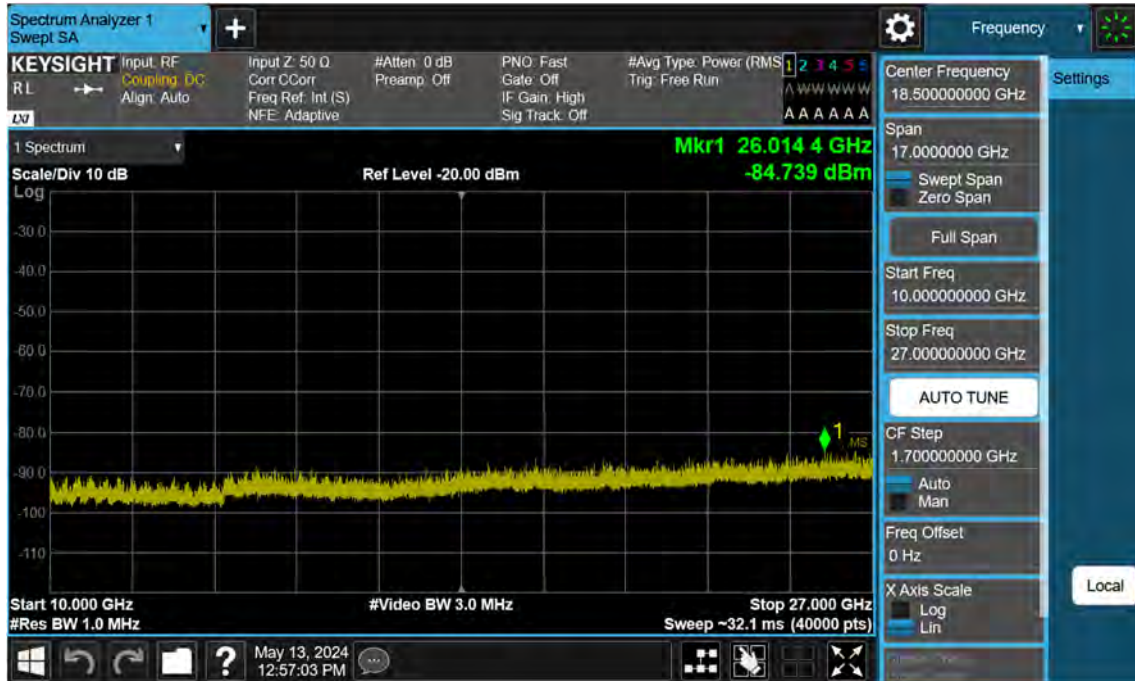 Spectrum Analyzer 1
Swept SA
+
Frequency
KEYSIGHT
RL
LXI
Input: RF
Coupling: DC
Align: Auto
Input Z: 50 Ω
Corr CCorr
Freq Ref: Int (S)
NFE: Adaptive
#Atten: 0 dB
Preamp: Off
PNO: Fast
Gate: Off
IF Gain: High
Sig Track: Off
#Avg Type: Power (RMS
Trig: Free Run
1 2 3 4 5 6
A W W W W W
A A A A A A
1 Spectrum
Mkr1 26.014 4 GHz
Scale/Div 10 dB
Ref Level -20.00 dBm
-84.739 dBm
Log
-30.0
-40.0
-50.0
-60.0
-70.0
-80.0
1
-90.0
-100
-110
Start 10.000 GHz
#Video BW 3.0 MHz
Stop 27.000 GHz
#Res BW 1.0 MHz
Sweep ~32.1 ms (40000 pts)
?
May 13, 2024
12:57:03 PM
Center Frequency
18.500000000 GHz
Settings
Span
17.0000000 GHz
Swept Span
Zero Span
Full Span
Start Freq
10.000000000 GHz
Stop Freq
27.000000000 GHz
AUTO TUNE
CF Step
1.700000000 GHz
Auto
Man
Freq Offset
0 Hz
X Axis Scale
Log
Lin
Local